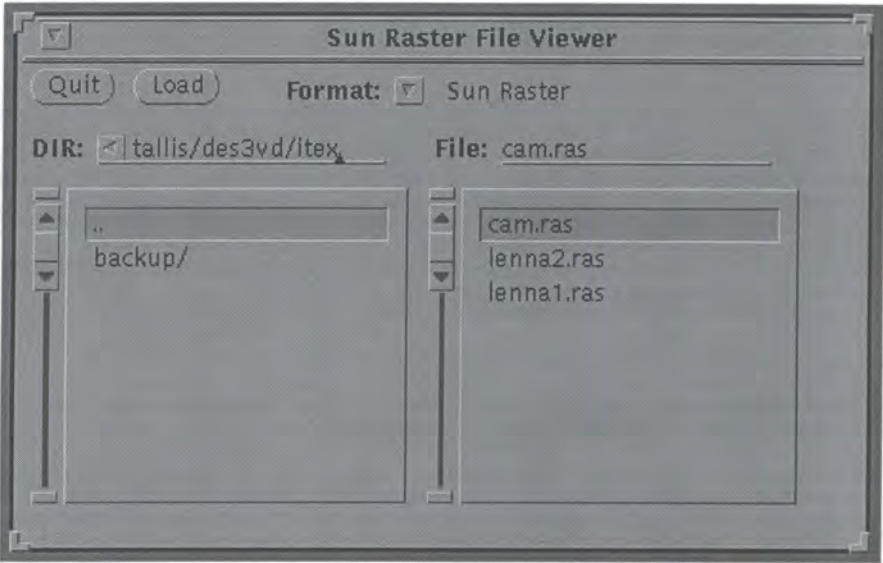 Sun Raster File Viewer
Quit Load Format: Sun Raster
DIR: tallis/des3vd/itex File: cam.ras
..
backup/
cam.ras
lenna2.ras
lenna1.ras